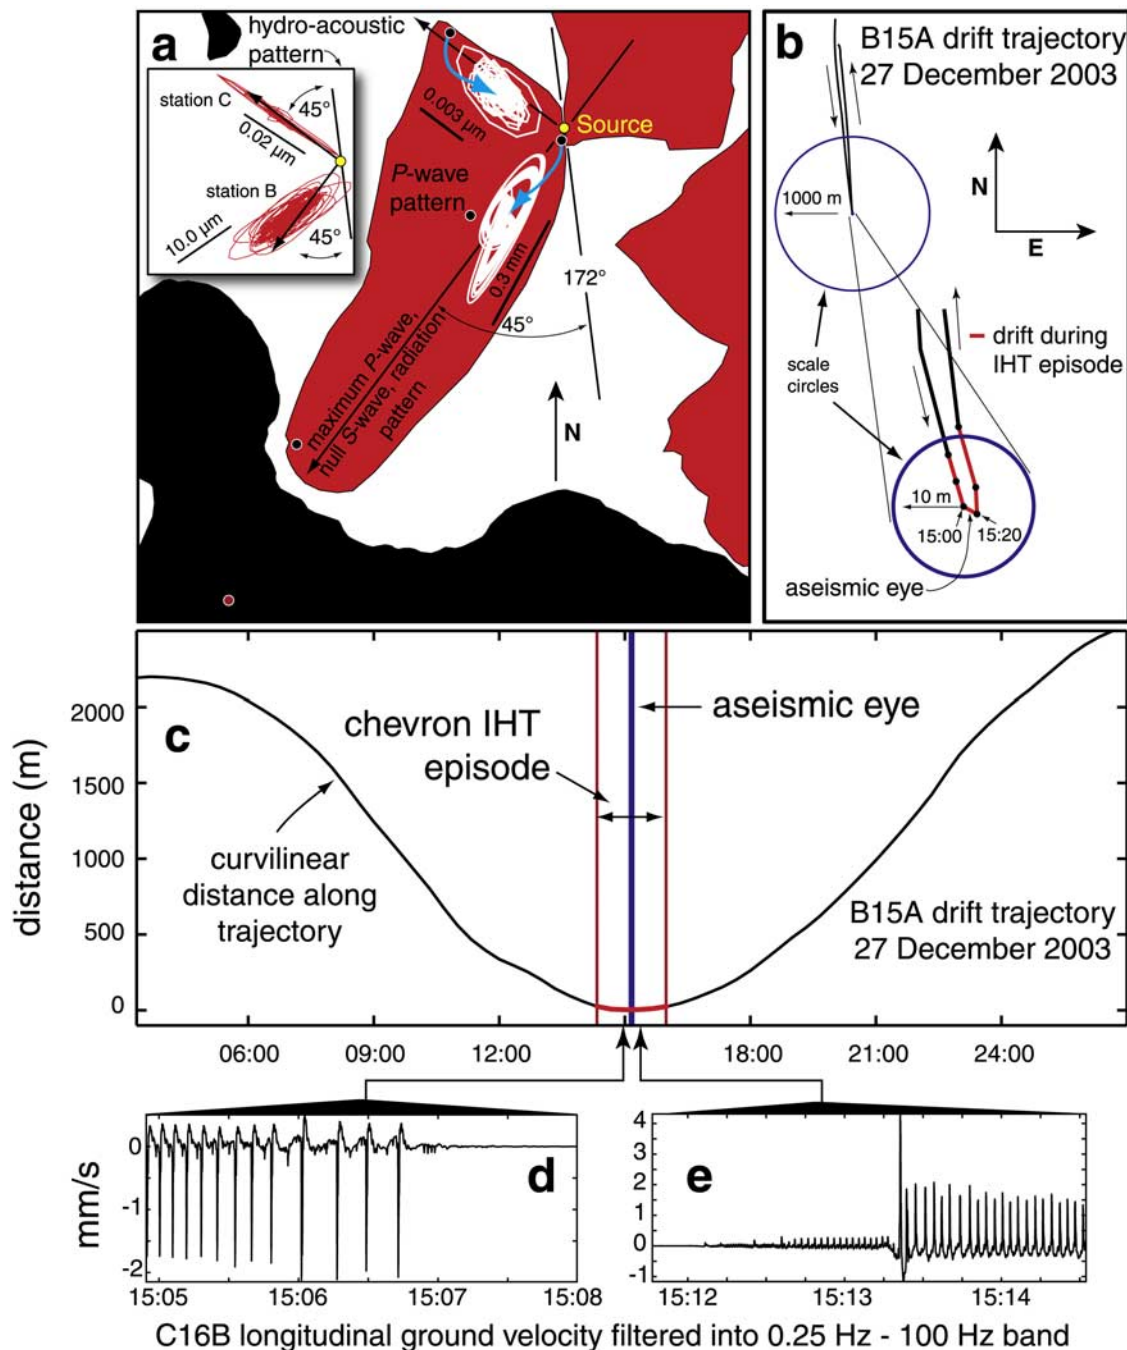 a
hydro-acoustic
pattern
station C
45°
0.02 µm
station B
10.0 µm
45°
0.003 µm
Source
P-wave
pattern
0.3 mm
172°
45°
maximum P-wave,
null S-wave, radiation
pattern
N
b
B15A drift trajectory
27 December 2003
1000 m
N
E
scale
circles
drift during
IHT episode
10 m
15:00
15:20
aseismic eye
c
chevron IHT
episode
aseismic eye
curvilinear
distance along
trajectory
B15A drift trajectory
27 December 2003
distance (m)
2000
1500
1000
500
0
06:00
09:00
12:00
18:00
21:00
24:00
d
mm/s
0
-1
-2
15:05
15:06
15:07
15:08
e
4
3
2
1
0
-1
15:12
15:13
15:14
C16B longitudinal ground velocity filtered into 0.25 Hz - 100 Hz band